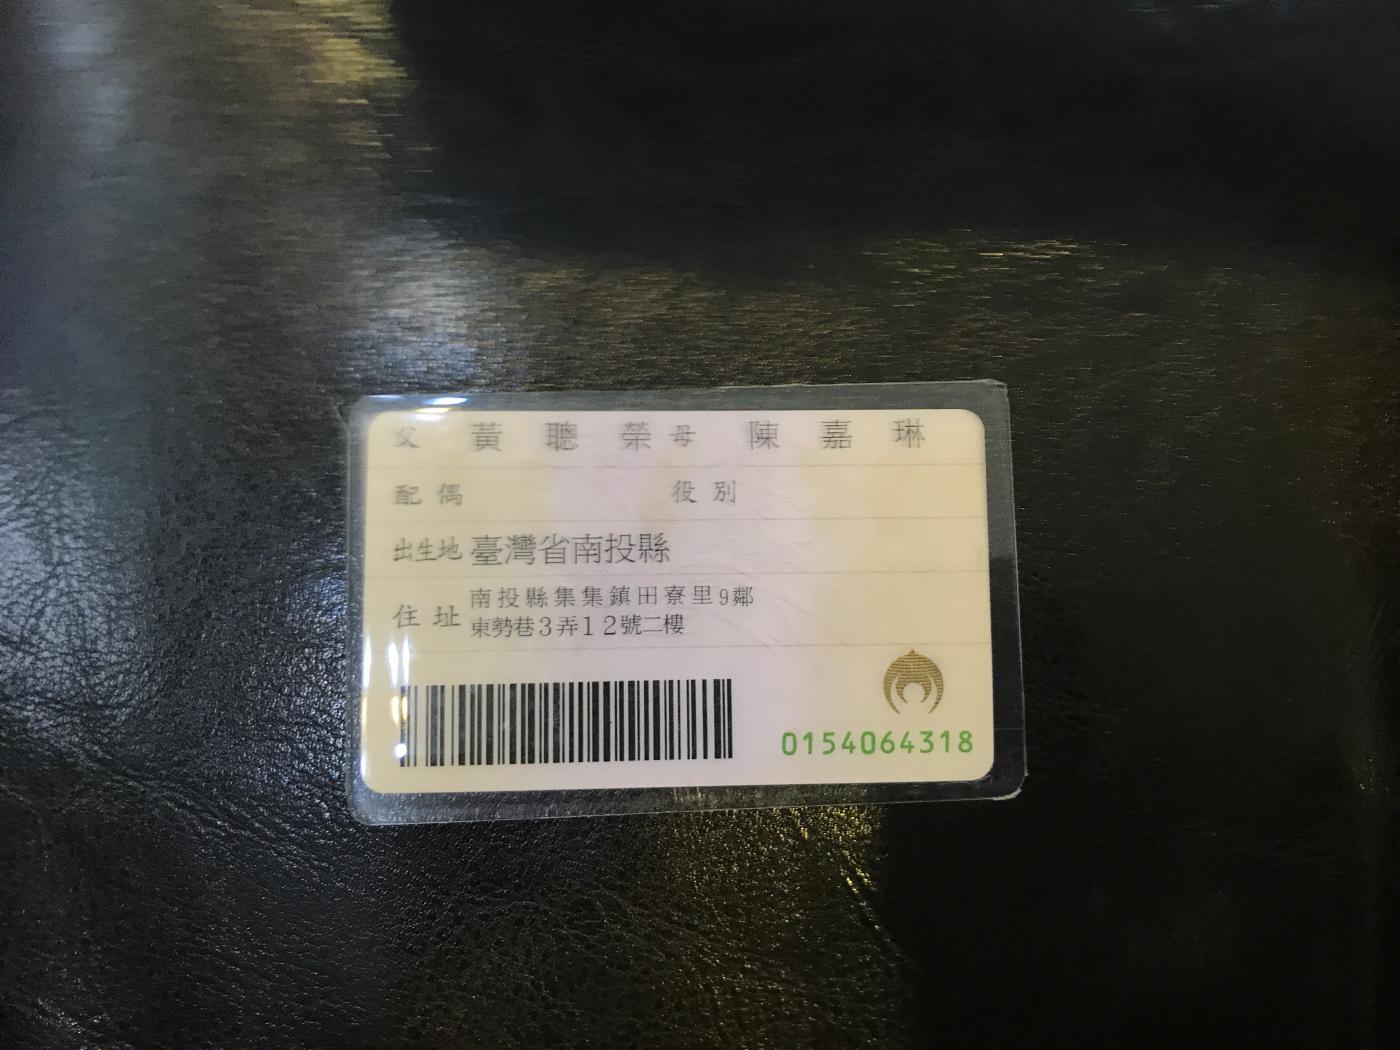 父 黃聰榮 母 陳嘉琳
配偶 役別
出生地 臺灣省南投縣
住址 南投縣集集鎮田寮里9鄰
東勢巷3弄12號二樓
0154064318